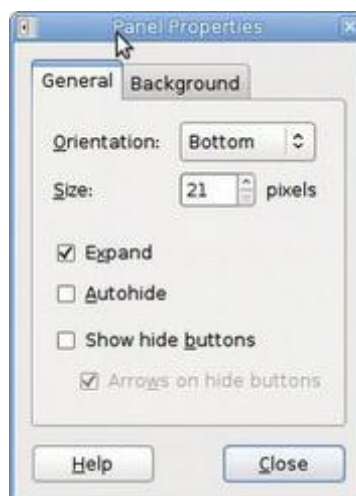 Panel Properties
General Background
Orientation: Bottom
Size: 21 pixels
Expand
Autohide
Show hide buttons
Arrows on hide buttons
Help Close